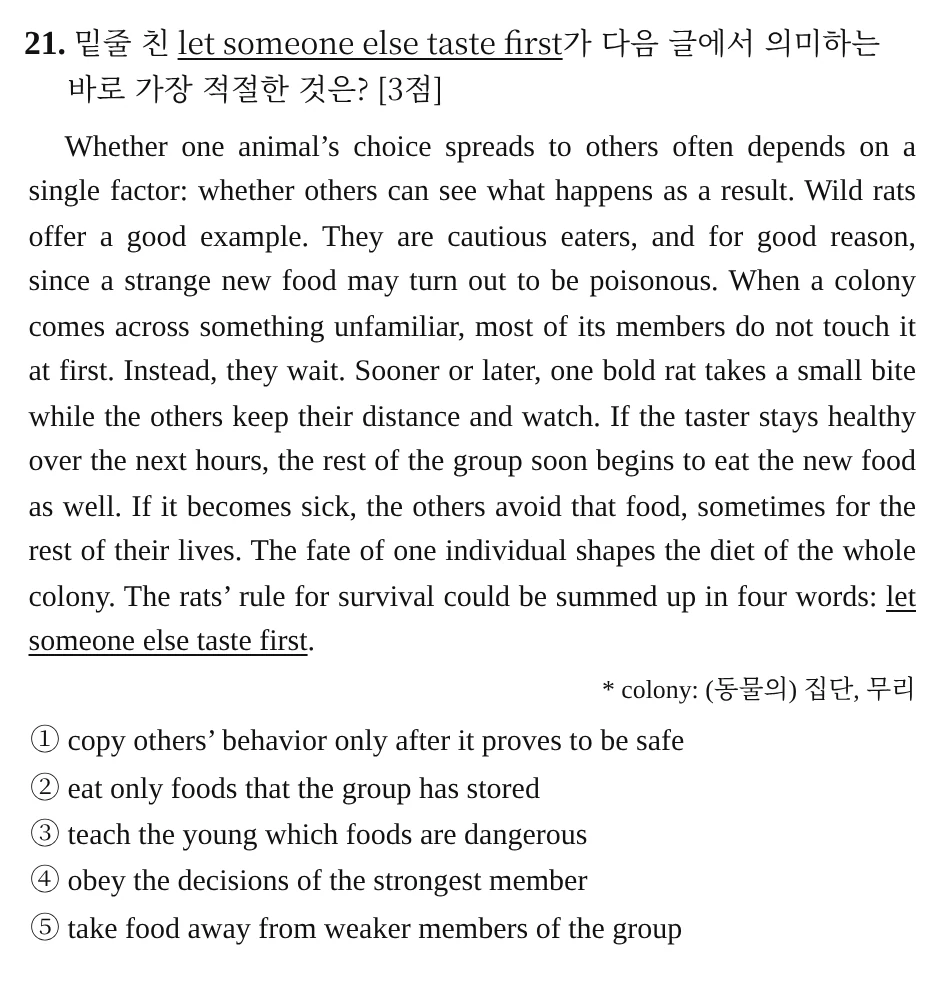 21. 밑줄 친 let someone else taste first가 다음 글에서 의미하는
바로 가장 적절한 것은? [3점]
Whether one animal’s choice spreads to others often depends on a
single factor: whether others can see what happens as a result. Wild rats
offer a good example. They are cautious eaters, and for good reason,
since a strange new food may turn out to be poisonous. When a colony
comes across something unfamiliar, most of its members do not touch it
at first. Instead, they wait. Sooner or later, one bold rat takes a small bite
while the others keep their distance and watch. If the taster stays healthy
over the next hours, the rest of the group soon begins to eat the new food
as well. If it becomes sick, the others avoid that food, sometimes for the
rest of their lives. The fate of one individual shapes the diet of the whole
colony. The rats’ rule for survival could be summed up in four words: let
someone else taste first.
* colony: (동물의) 집단, 무리
① copy others’ behavior only after it proves to be safe
② eat only foods that the group has stored
③ teach the young which foods are dangerous
④ obey the decisions of the strongest member
⑤ take food away from weaker members of the group